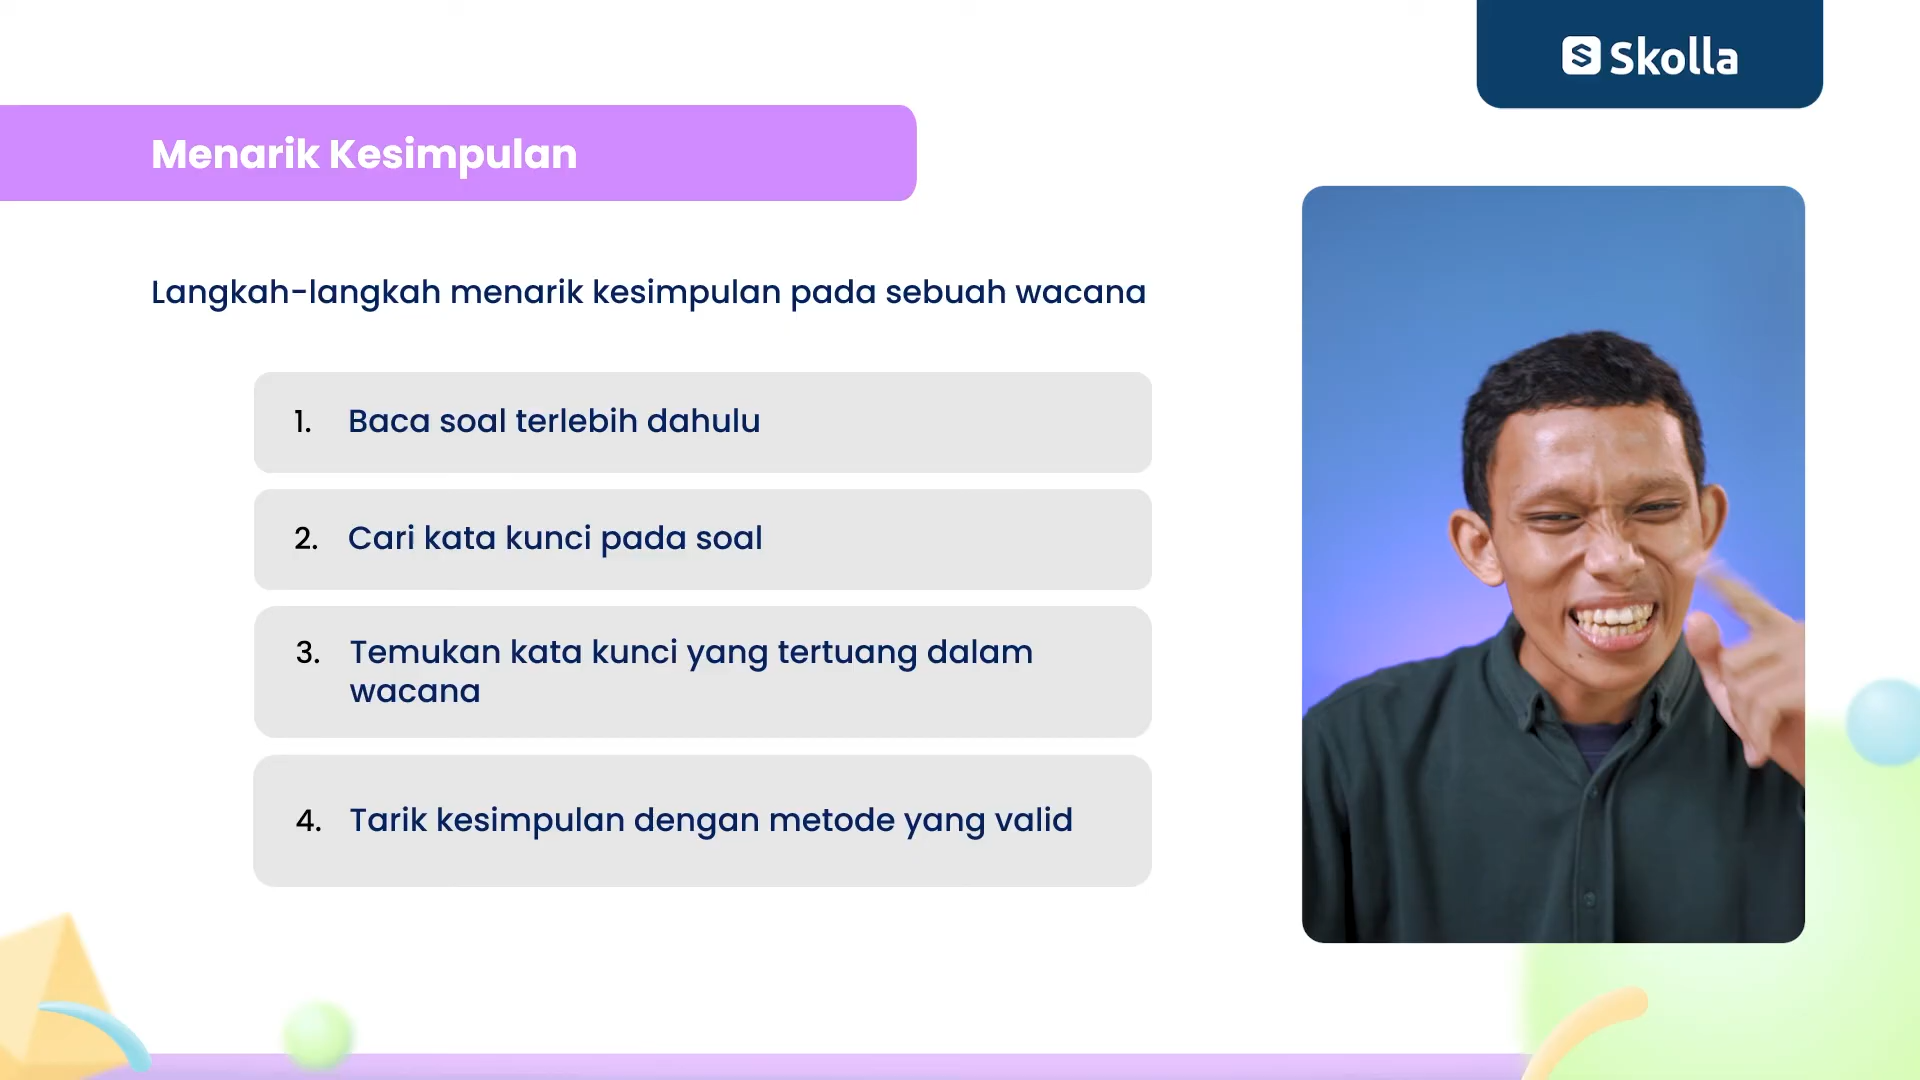 Skolla
Menarik Kesimpulan
Langkah-langkah menarik kesimpulan pada sebuah wacana
1. Baca soal terlebih dahulu
2. Cari kata kunci pada soal
3. Temukan kata kunci yang tertuang dalam
wacana
4. Tarik kesimpulan dengan metode yang valid